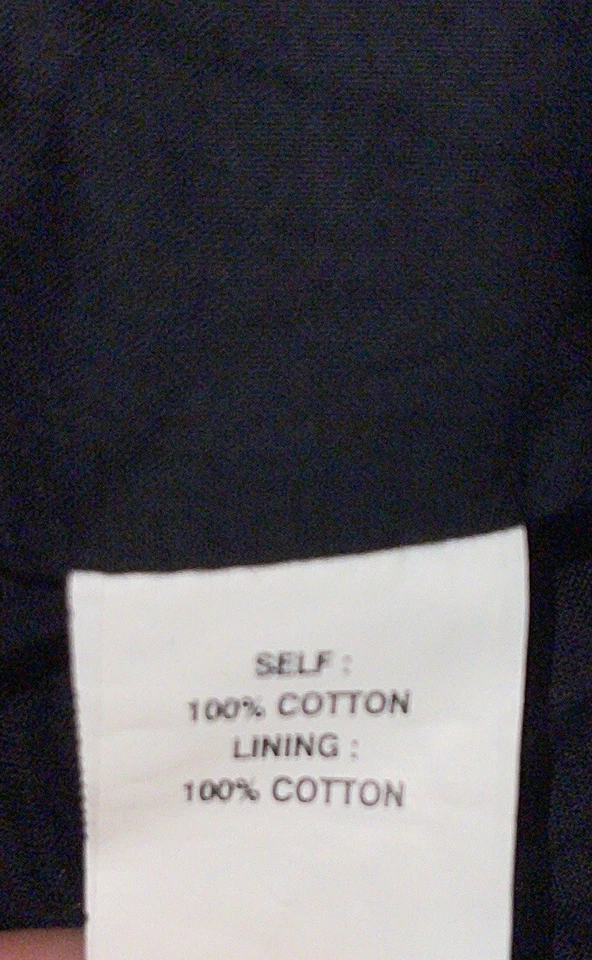 SELF :
100% COTTON
LINING :
100% COTTON